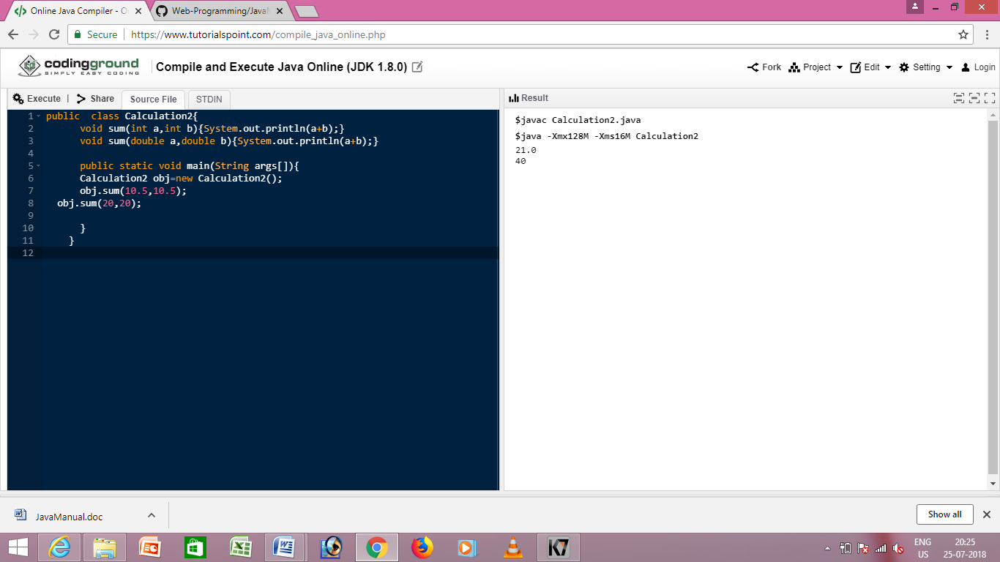 Online Java Compiler - O
Web-Programming/JavaM
Secure
https://www.tutorialspoint.com/compile_java_online.php
codingground
SIMPLY EASY CODING
Compile and Execute Java Online (JDK 1.8.0)
Fork
Project
Edit
Setting
Login
Execute | Share
Source File
STDIN
Result
1 public  class Calculation2{
2       void sum(int a,int b){System.out.println(a+b);}
3       void sum(double a,double b){System.out.println(a+b);}
4
5       public static void main(String args[]){
6       Calculation2 obj=new Calculation2();
7       obj.sum(10.5,10.5);
8   obj.sum(20,20);
9
10       }
11     }
12
$javac Calculation2.java
$java -Xmx128M -Xms16M Calculation2
21.0
40
JavaManual.doc
Show all
K7
ENG
US
20:25
25-07-2018